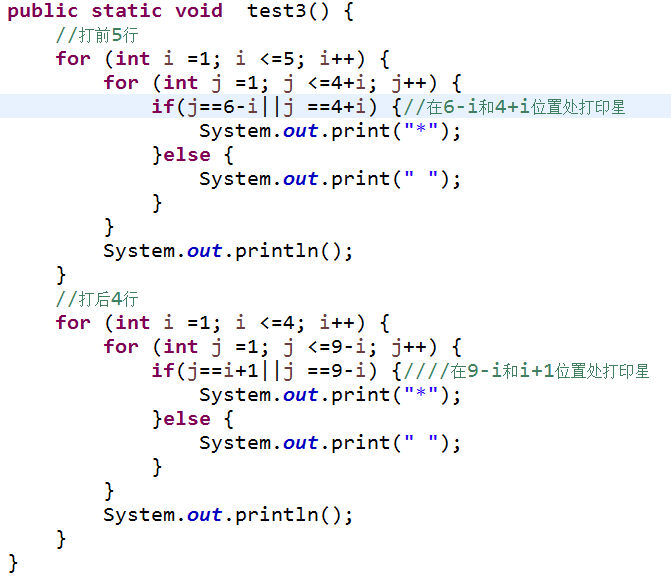 public static void  test3() {
    //打前5行
    for (int i =1; i <=5; i++) {
        for (int j =1; j <=4+i; j++) {
            if(j==6-i||j ==4+i) {//在6-i和4+i位置处打印星
                System.out.print("*");
            }else {
                System.out.print(" ");
            }
        }
        System.out.println();
    }
    //打后4行
    for (int i =1; i <=4; i++) {
        for (int j =1; j <=9-i; j++) {
            if(j==i+1||j ==9-i) {////在9-i和i+1位置处打印星
                System.out.print("*");
            }else {
                System.out.print(" ");
            }
        }
        System.out.println();
    }
}